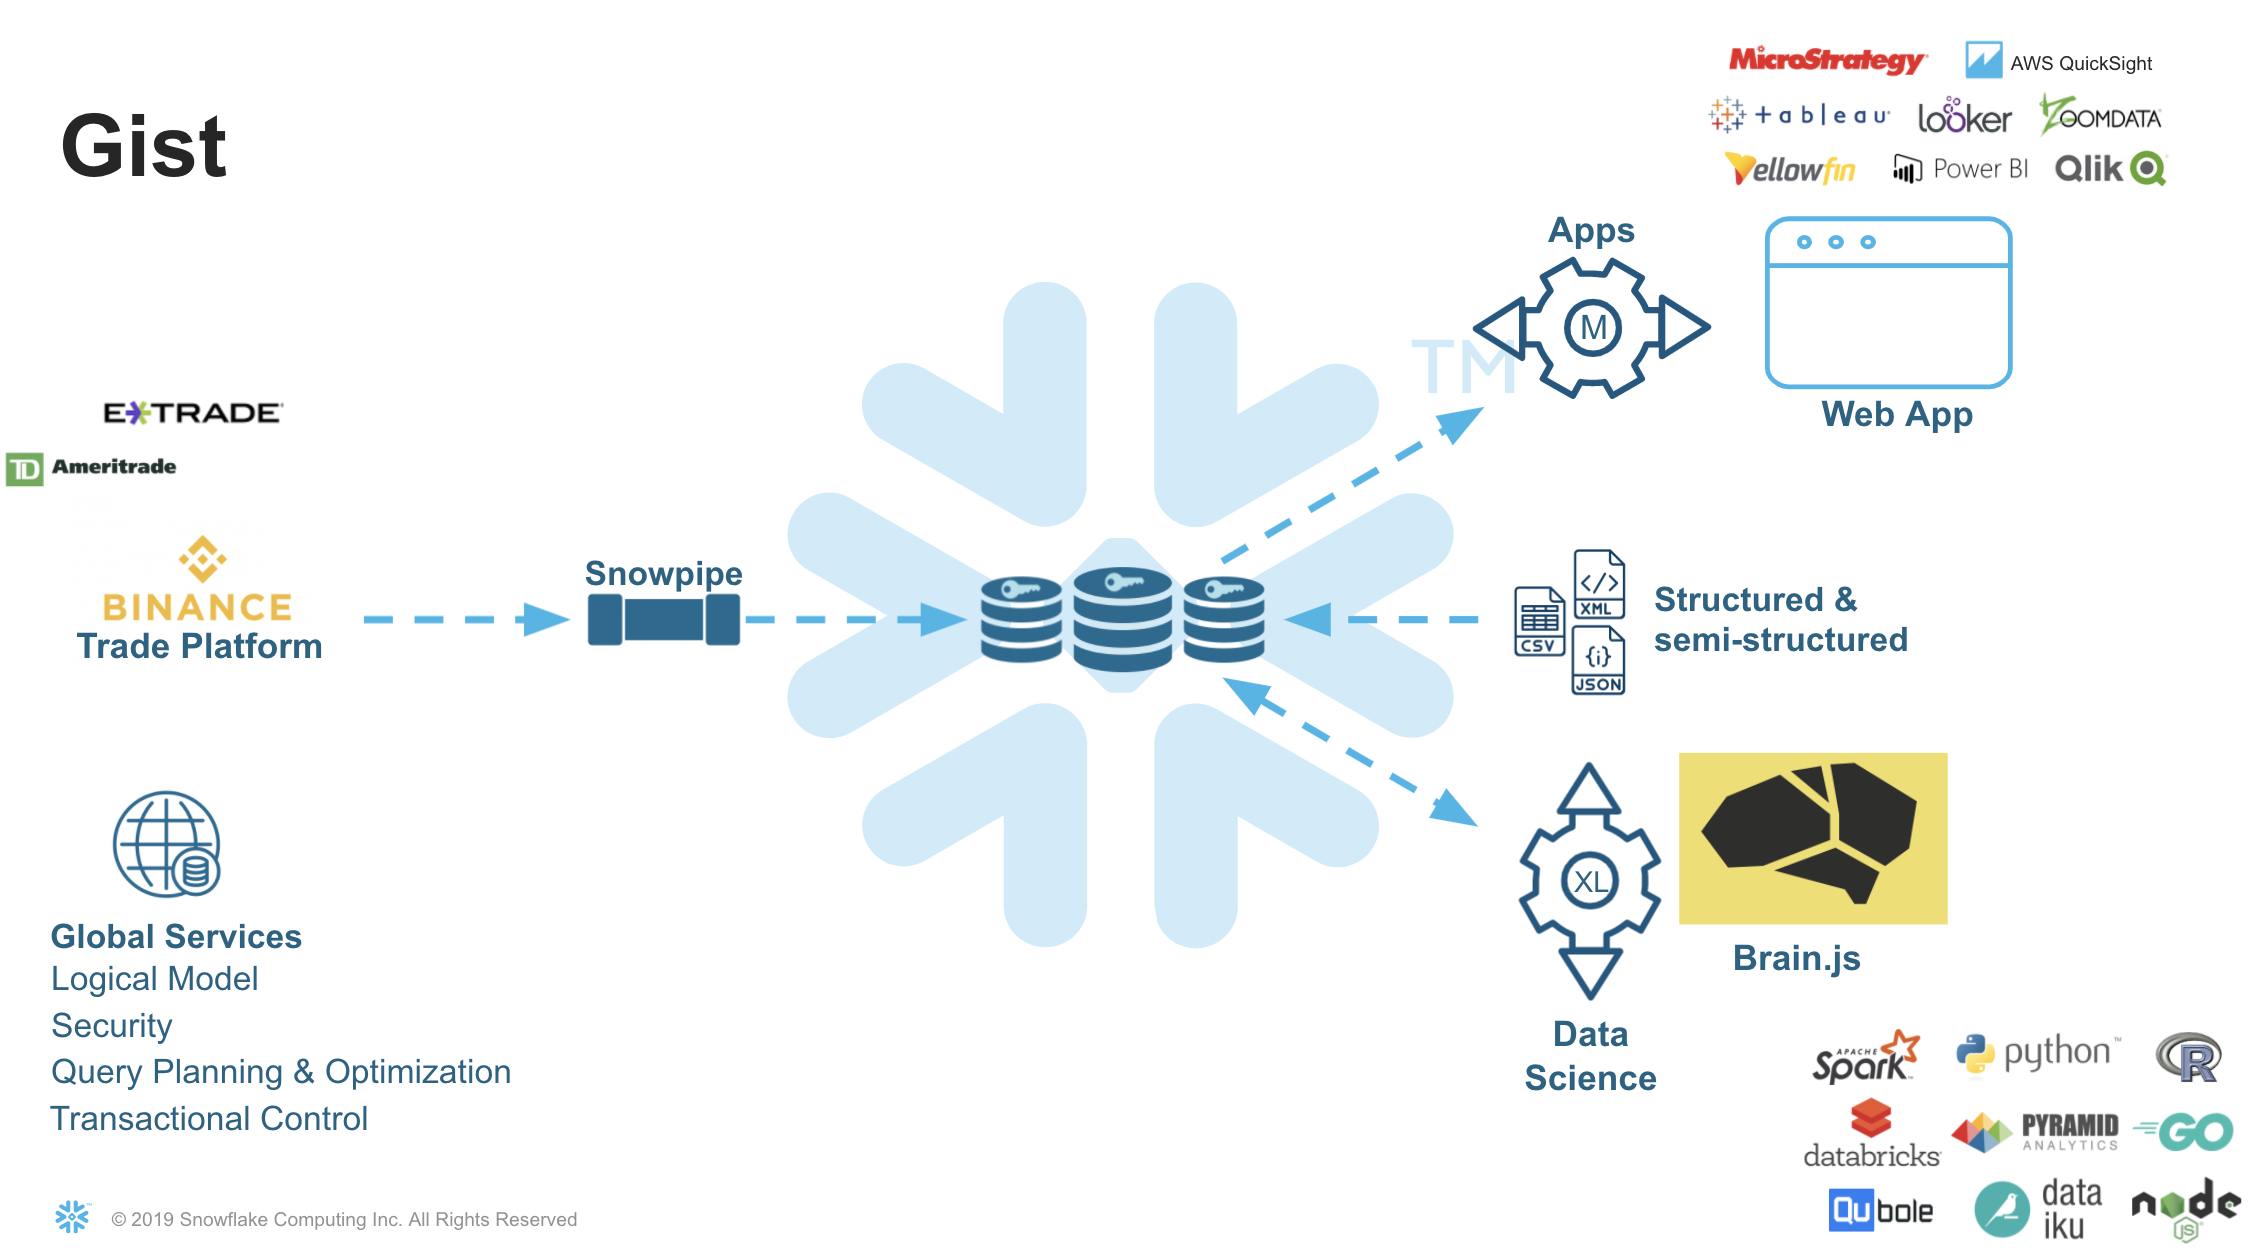 Gist
MicroStrategy
AWS QuickSight
+ableau
looker
ZOOMDATA
Yellowfin
Power BI
Qlik
Apps
M
TM
Web App
E*TRADE
TD Ameritrade
BINANCE
Trade Platform
Snowpipe
</>
XML
CSV
{i}
JSON
Structured &
semi-structured
XL
Brain.js
Data
Science
Global Services
Logical Model
Security
Query Planning & Optimization
Transactional Control
APACHE
Spark™
python™
R
databricks
PYRAMID
ANALYTICS
GO
Qubole
data
iku
node
JS
© 2019 Snowflake Computing Inc. All Rights Reserved